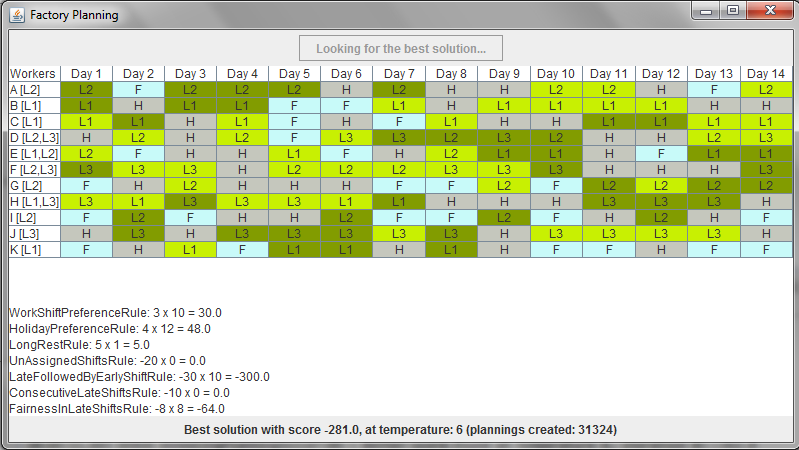 Factory Planning
Looking for the best solution...
Workers Day 1 Day 2 Day 3 Day 4 Day 5 Day 6 Day 7 Day 8 Day 9 Day 10 Day 11 Day 12 Day 13 Day 14
A [L2] L2 F L2 L2 L2 H L2 H H L2 L2 H F L2
B [L1] L1 H L1 L1 F F L1 H L1 L1 L1 L1 H H
C [L1] L1 L1 H L1 F H F L1 H H L1 L1 L1 L1
D [L2,L3] H L2 H L2 F L3 L3 L2 L3 L2 H H L2 L3
E [L1,L2] L2 F H H L1 F H L2 L1 L1 H F L1 L1
F [L2,L3] L3 L3 L3 H L2 L2 L2 L3 L3 L3 H H H L3
G [L2] F H L2 H H H F F L2 F L2 L2 L2 L2
H [L1,L3] L3 L1 L3 L3 L3 L3 L1 H H H L3 L3 L3 H
I [L2] F L2 F H H L2 F F L2 F H L2 H F
J [L3] H L3 H L3 L3 L3 H L3 H L3 L3 L3 L3 H
K [L1] F H L1 F L1 L1 H L1 H F F H F F
WorkShiftPreferenceRule: 3 x 10 = 30.0
HolidayPreferenceRule: 4 x 12 = 48.0
LongRestRule: 5 x 1 = 5.0
UnAssignedShiftsRule: -20 x 0 = 0.0
LateFollowedByEarlyShiftRule: -30 x 10 = -300.0
ConsecutiveLateShiftsRule: -10 x 0 = 0.0
FairnessInLateShiftsRule: -8 x 8 = -64.0
Best solution with score -281.0, at temperature: 6 (plannings created: 31324)